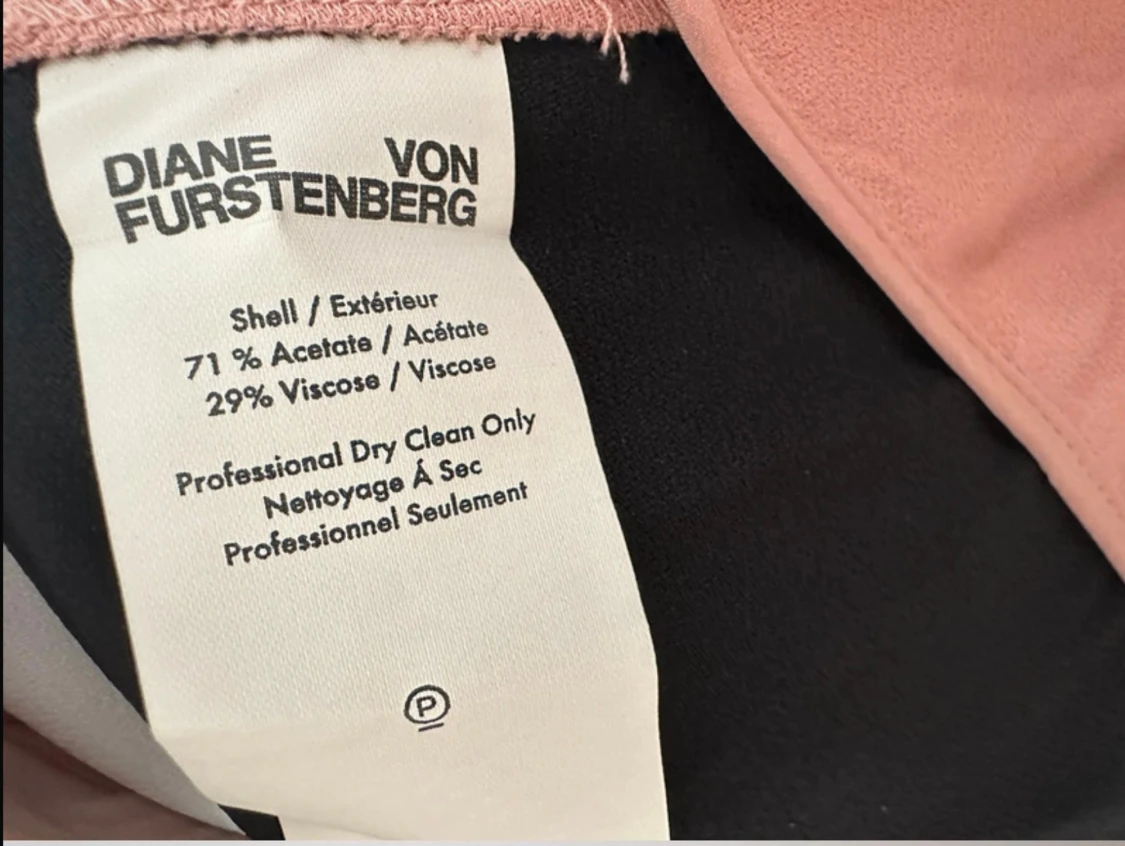 DIANE VON
FURSTENBERG
Shell / Extérieur
71 % Acetate / Acétate
29% Viscose / Viscose
Professional Dry Clean Only
Nettoyage Á Sec
Professionnel Seulement
P